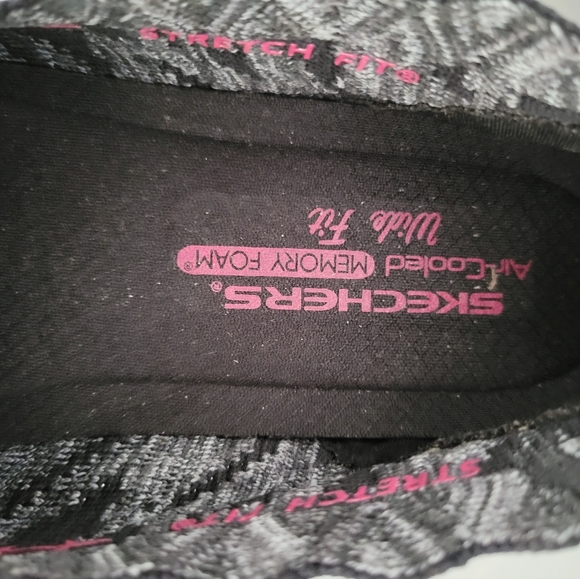 STRETCH FIT®
SKECHERS®
Air-Cooled MEMORY FOAM®
Wide Fit
STRETCH FIT®